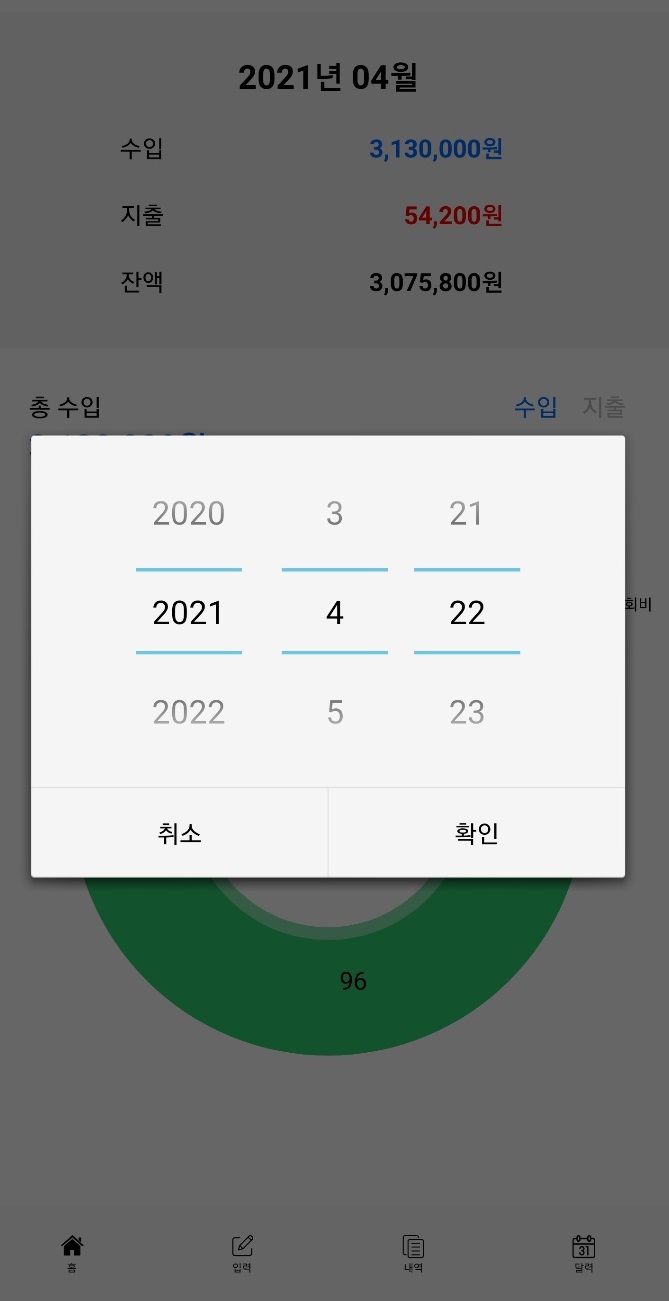 2021년 04월
수입 3,130,000원
지출 54,200원
잔액 3,075,800원
총 수입 수입 지출
2020 3 21
회비
2021 4 22
2022 5 23
취소 확인
96
홈 입력 내역 달력